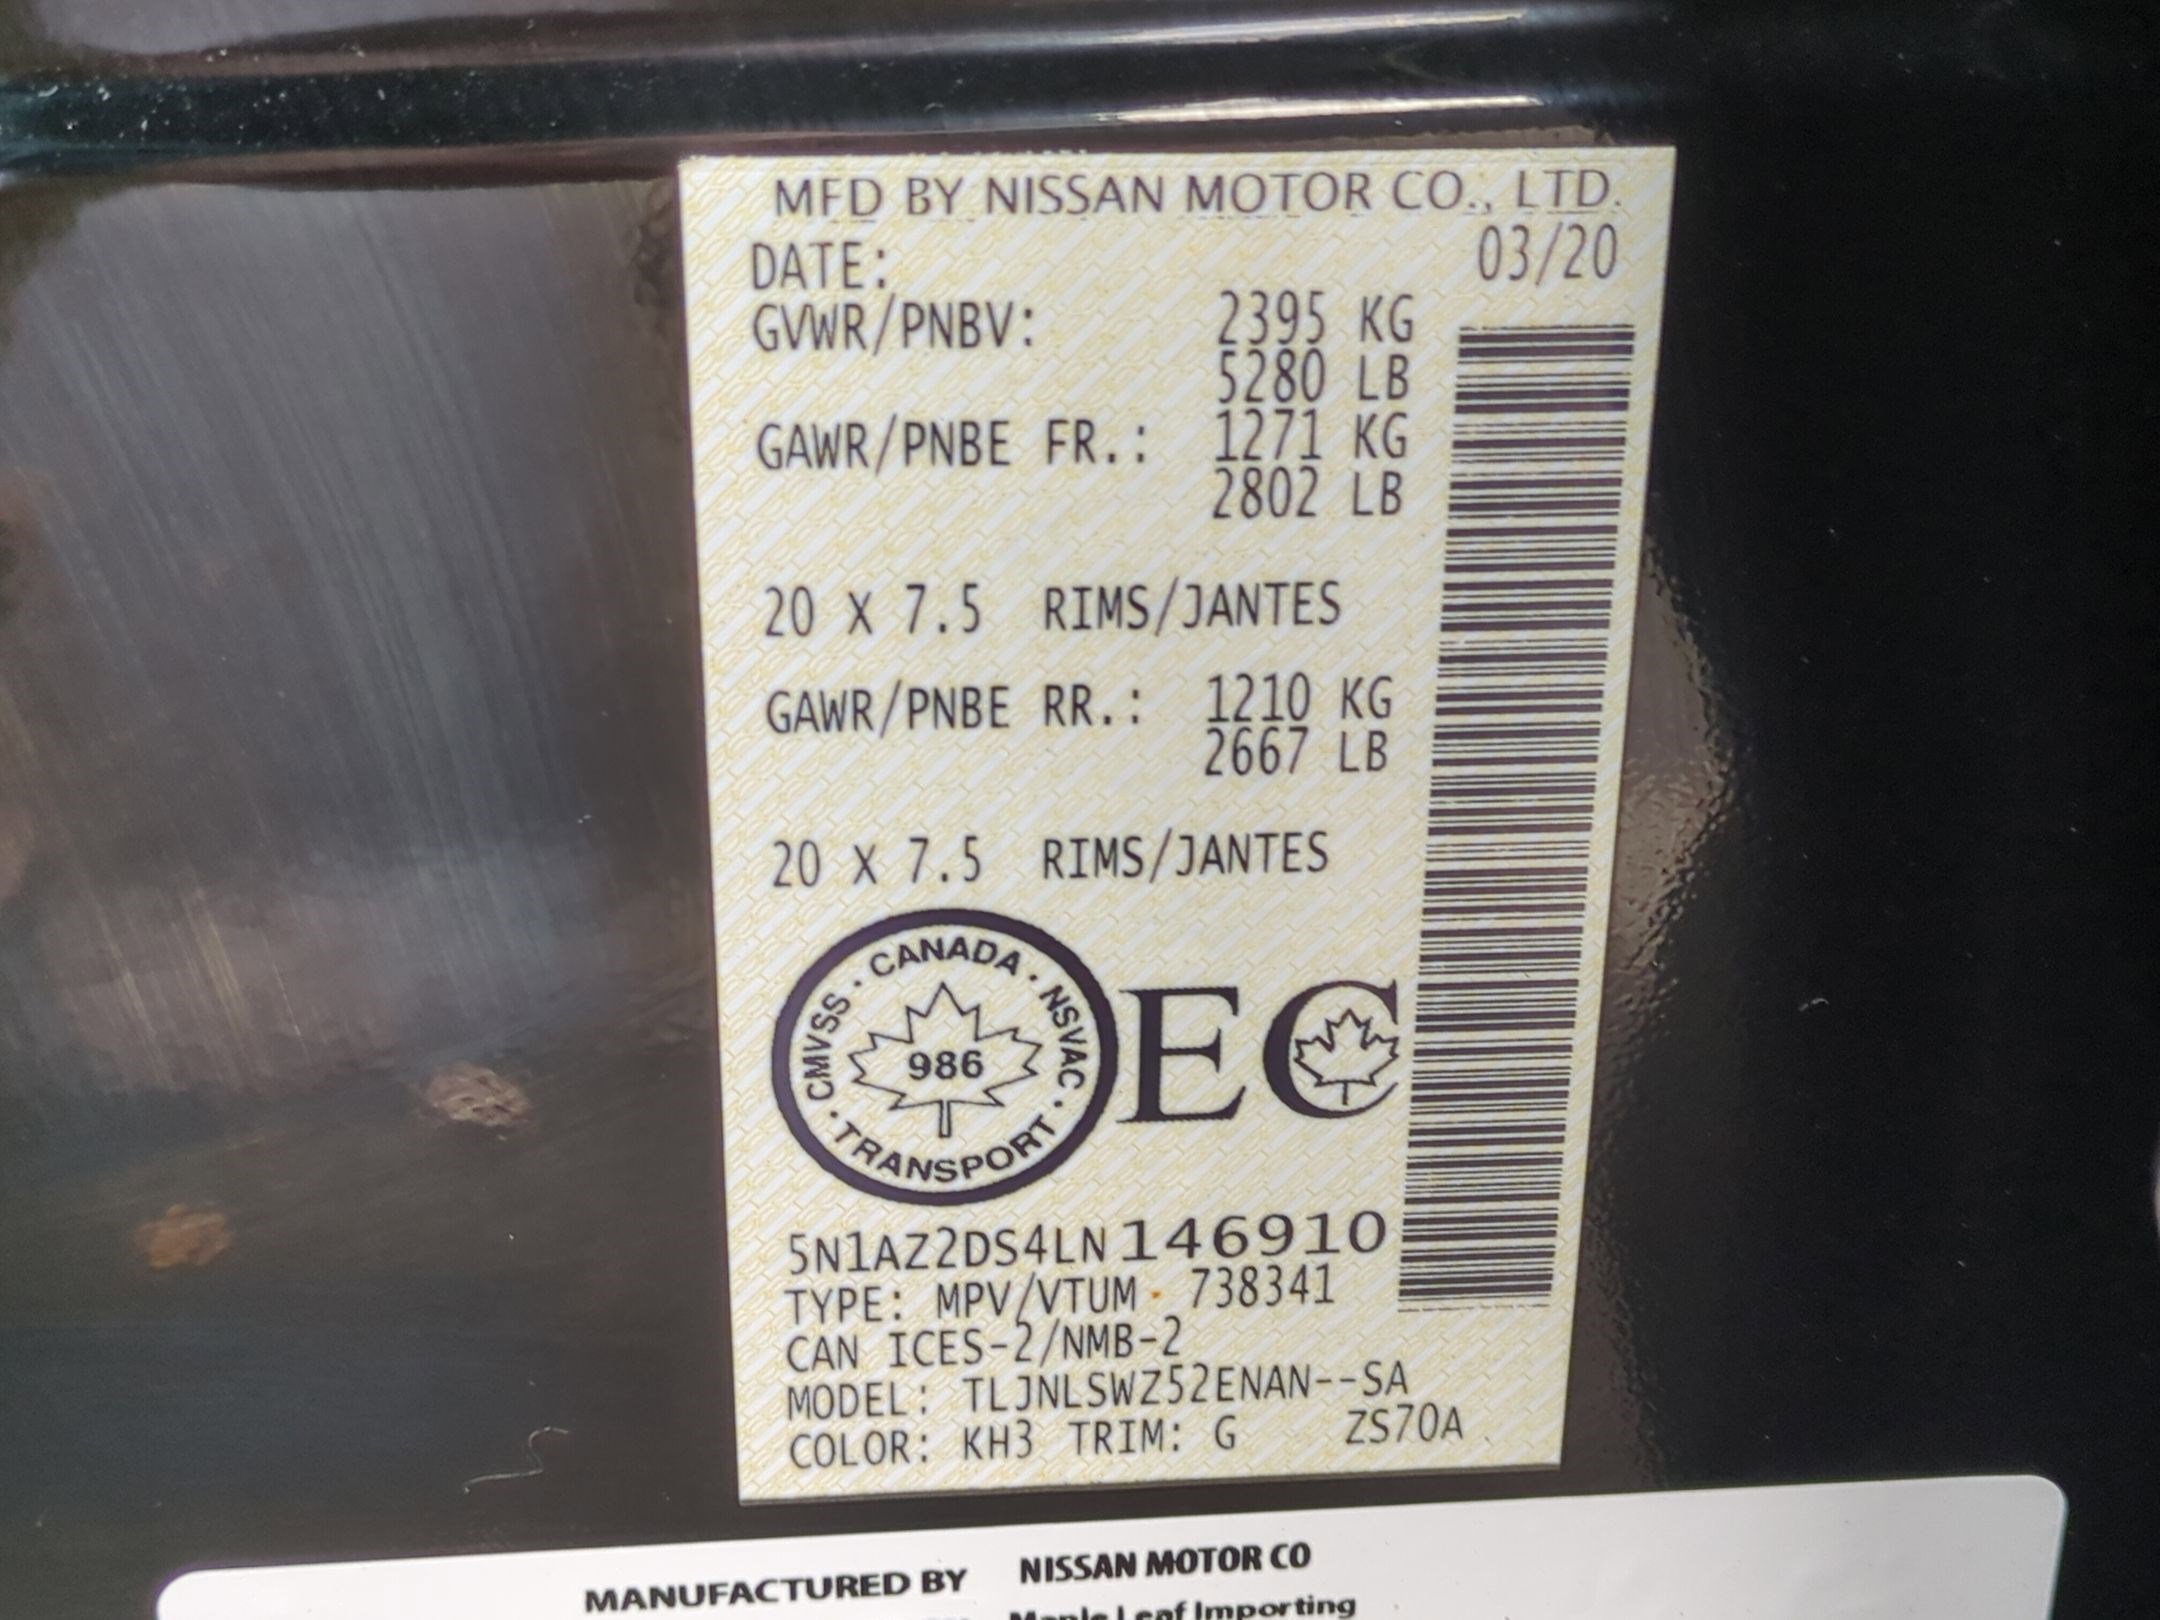 MFD BY NISSAN MOTOR CO., LTD.
DATE: 03/20
GVWR/PNBV: 2395 KG
5280 LB
GAWR/PNBE FR.: 1271 KG
2802 LB
20 X 7.5 RIMS/JANTES
GAWR/PNBE RR.: 1210 KG
2667 LB
20 X 7.5 RIMS/JANTES
CMVSS · CANADA · NSVAC · TRANSPORT ·
986
EC
5N1AZ2DS4LN146910
TYPE: MPV/VTUM 738341
CAN ICES-2/NMB-2
MODEL: TLJNLSWZ52ENAN--SA
COLOR: KH3 TRIM: G ZS70A
MANUFACTURED BY NISSAN MOTOR CO
Maple Leaf Importing